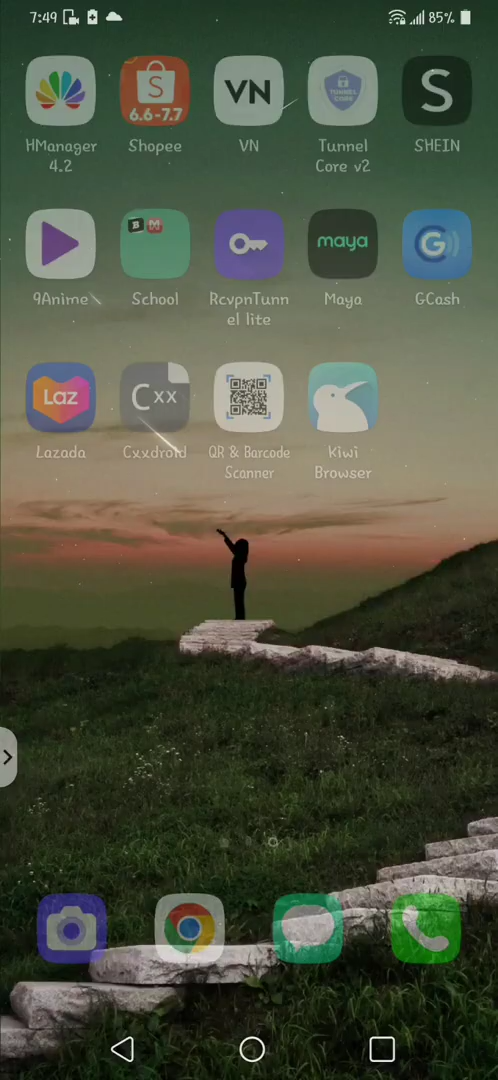 7:49
85%
6.6-7.7
VN
TUNNEL
CORE
S
HManager
4.2
Shopee
VN
Tunnel
Core v2
SHEIN
maya
G
9Anime
School
RcvpnTunn
el lite
Maya
GCash
Laz
Cxx
Lazada
Cxxdroid
QR & Barcode
Scanner
Kiwi
Browser